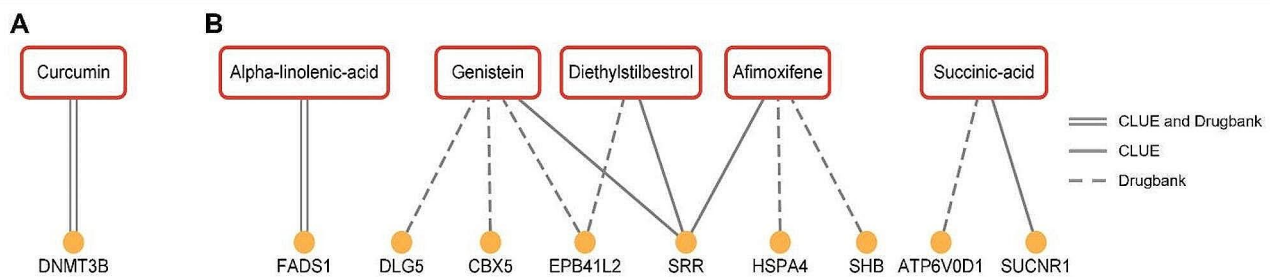 A
B
Curcumin
Alpha-linolenic-acid
Genistein
Diethylstilbestrol
Afimoxifene
Succinic-acid
CLUE and Drugbank
CLUE
Drugbank
DNMT3B
FADS1
DLG5
CBX5
EPB41L2
SRR
HSPA4
SHB
ATP6V0D1
SUCNR1